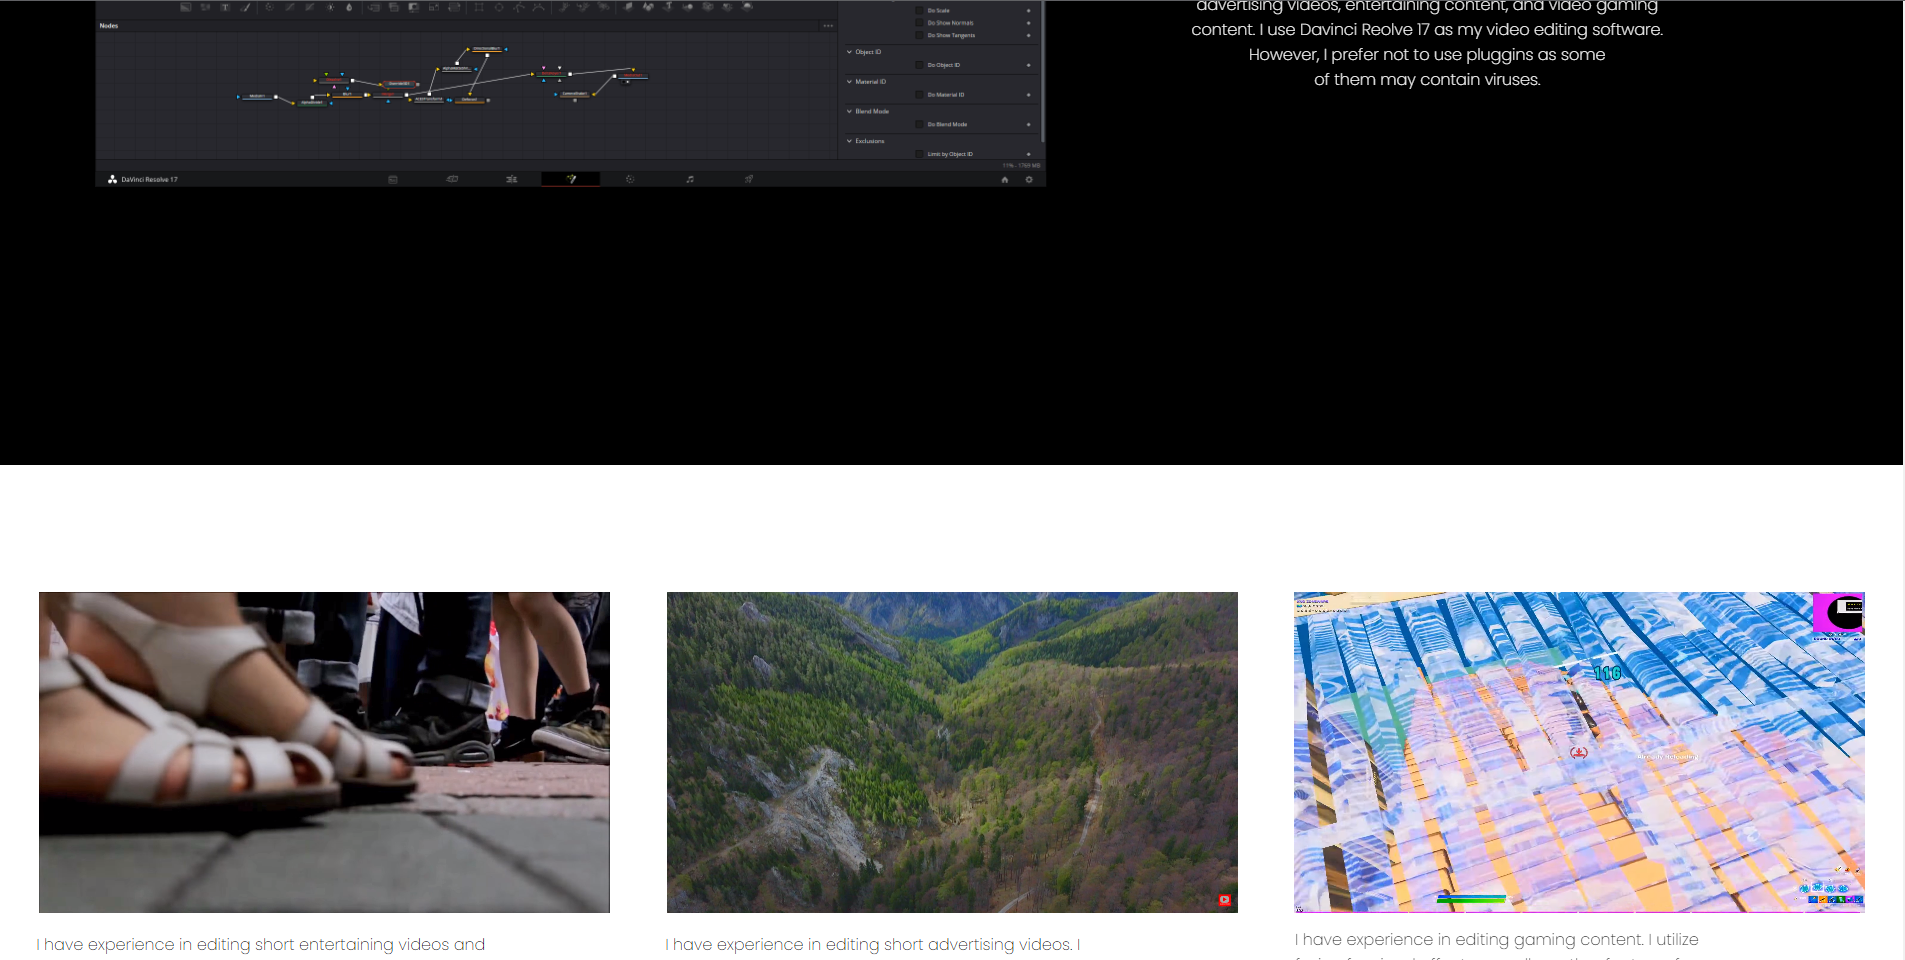 advertising videos, entertaining content, and video gaming
content. I use Davinci Reolve 17 as my video editing software.
However, I prefer not to use pluggins as some
of them may contain viruses.
Do Scale
Do Show Normals
Do Show Tangents
Nodes
Object ID
Do Object ID
Material ID
Do Material ID
Blend Mode
Do Blend Mode
Exclusions
Limit by Object ID
11% - 1769 MB
DaVinci Resolve 17
116
I have experience in editing short entertaining videos and
I have experience in editing short advertising videos. I
I have experience in editing gaming content. I utilize